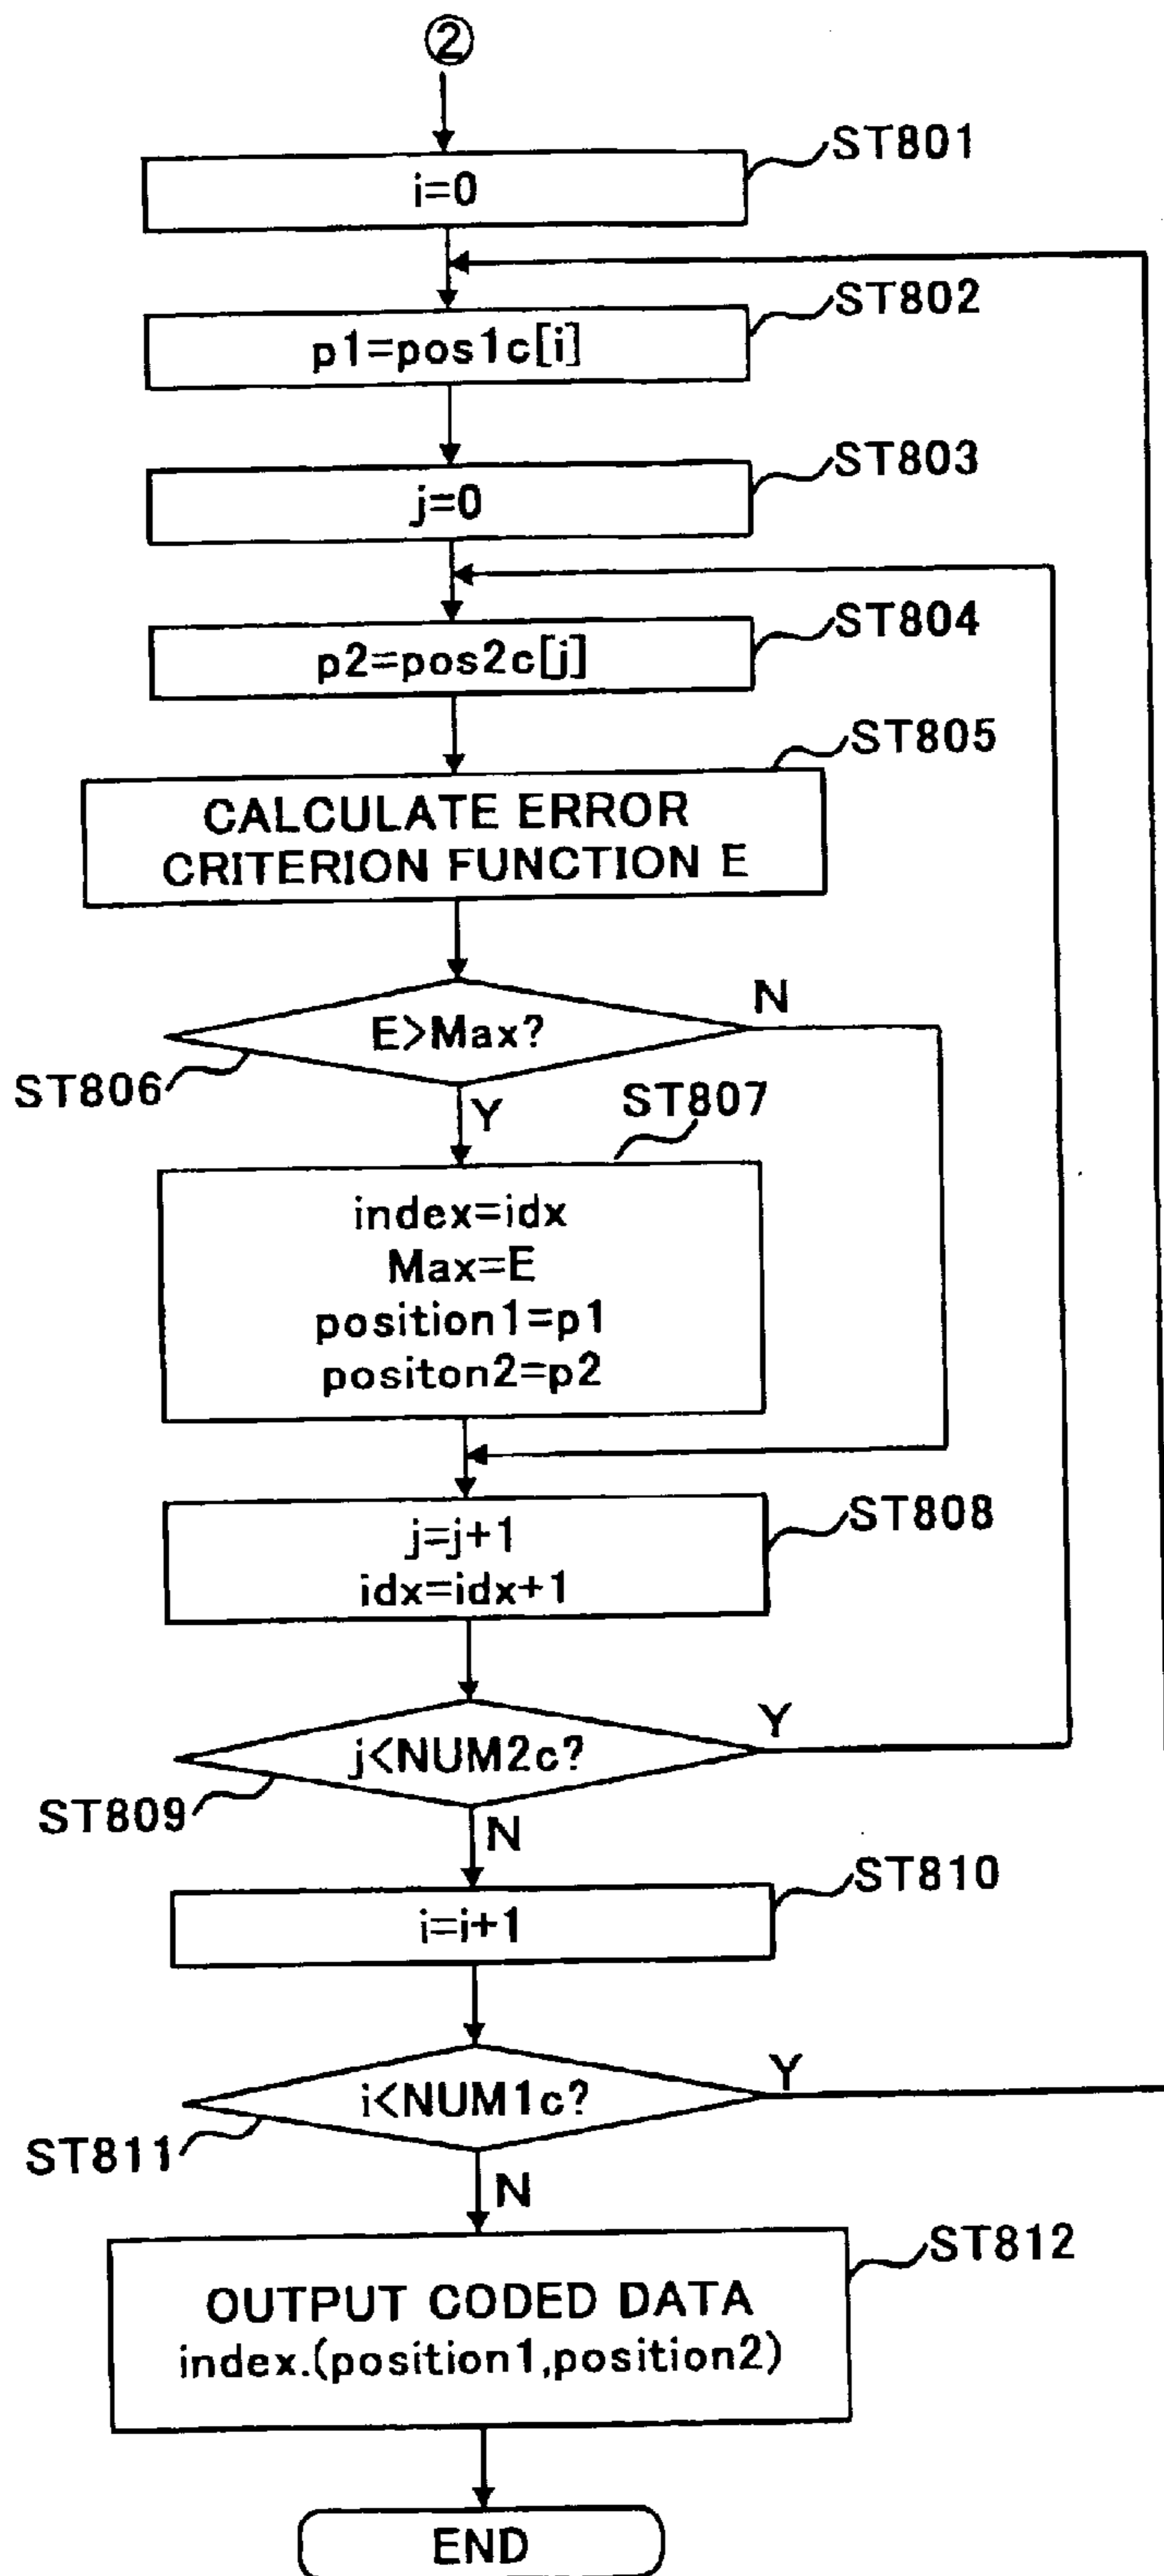 ②
ST801
i=0
ST802
p1=pos1c[i]
ST803
j=0
ST804
p2=pos2c[j]
ST805
CALCULATE ERROR
CRITERION FUNCTION E
N
E>Max?
ST806
Y
ST807
index=idx
Max=E
position1=p1
positon2=p2
ST808
j=j+1
idx=idx+1
Y
j<NUM2c?
ST809
N
ST810
i=i+1
Y
i<NUM1c?
ST811
N
ST812
OUTPUT CODED DATA
index.(position1,position2)
END